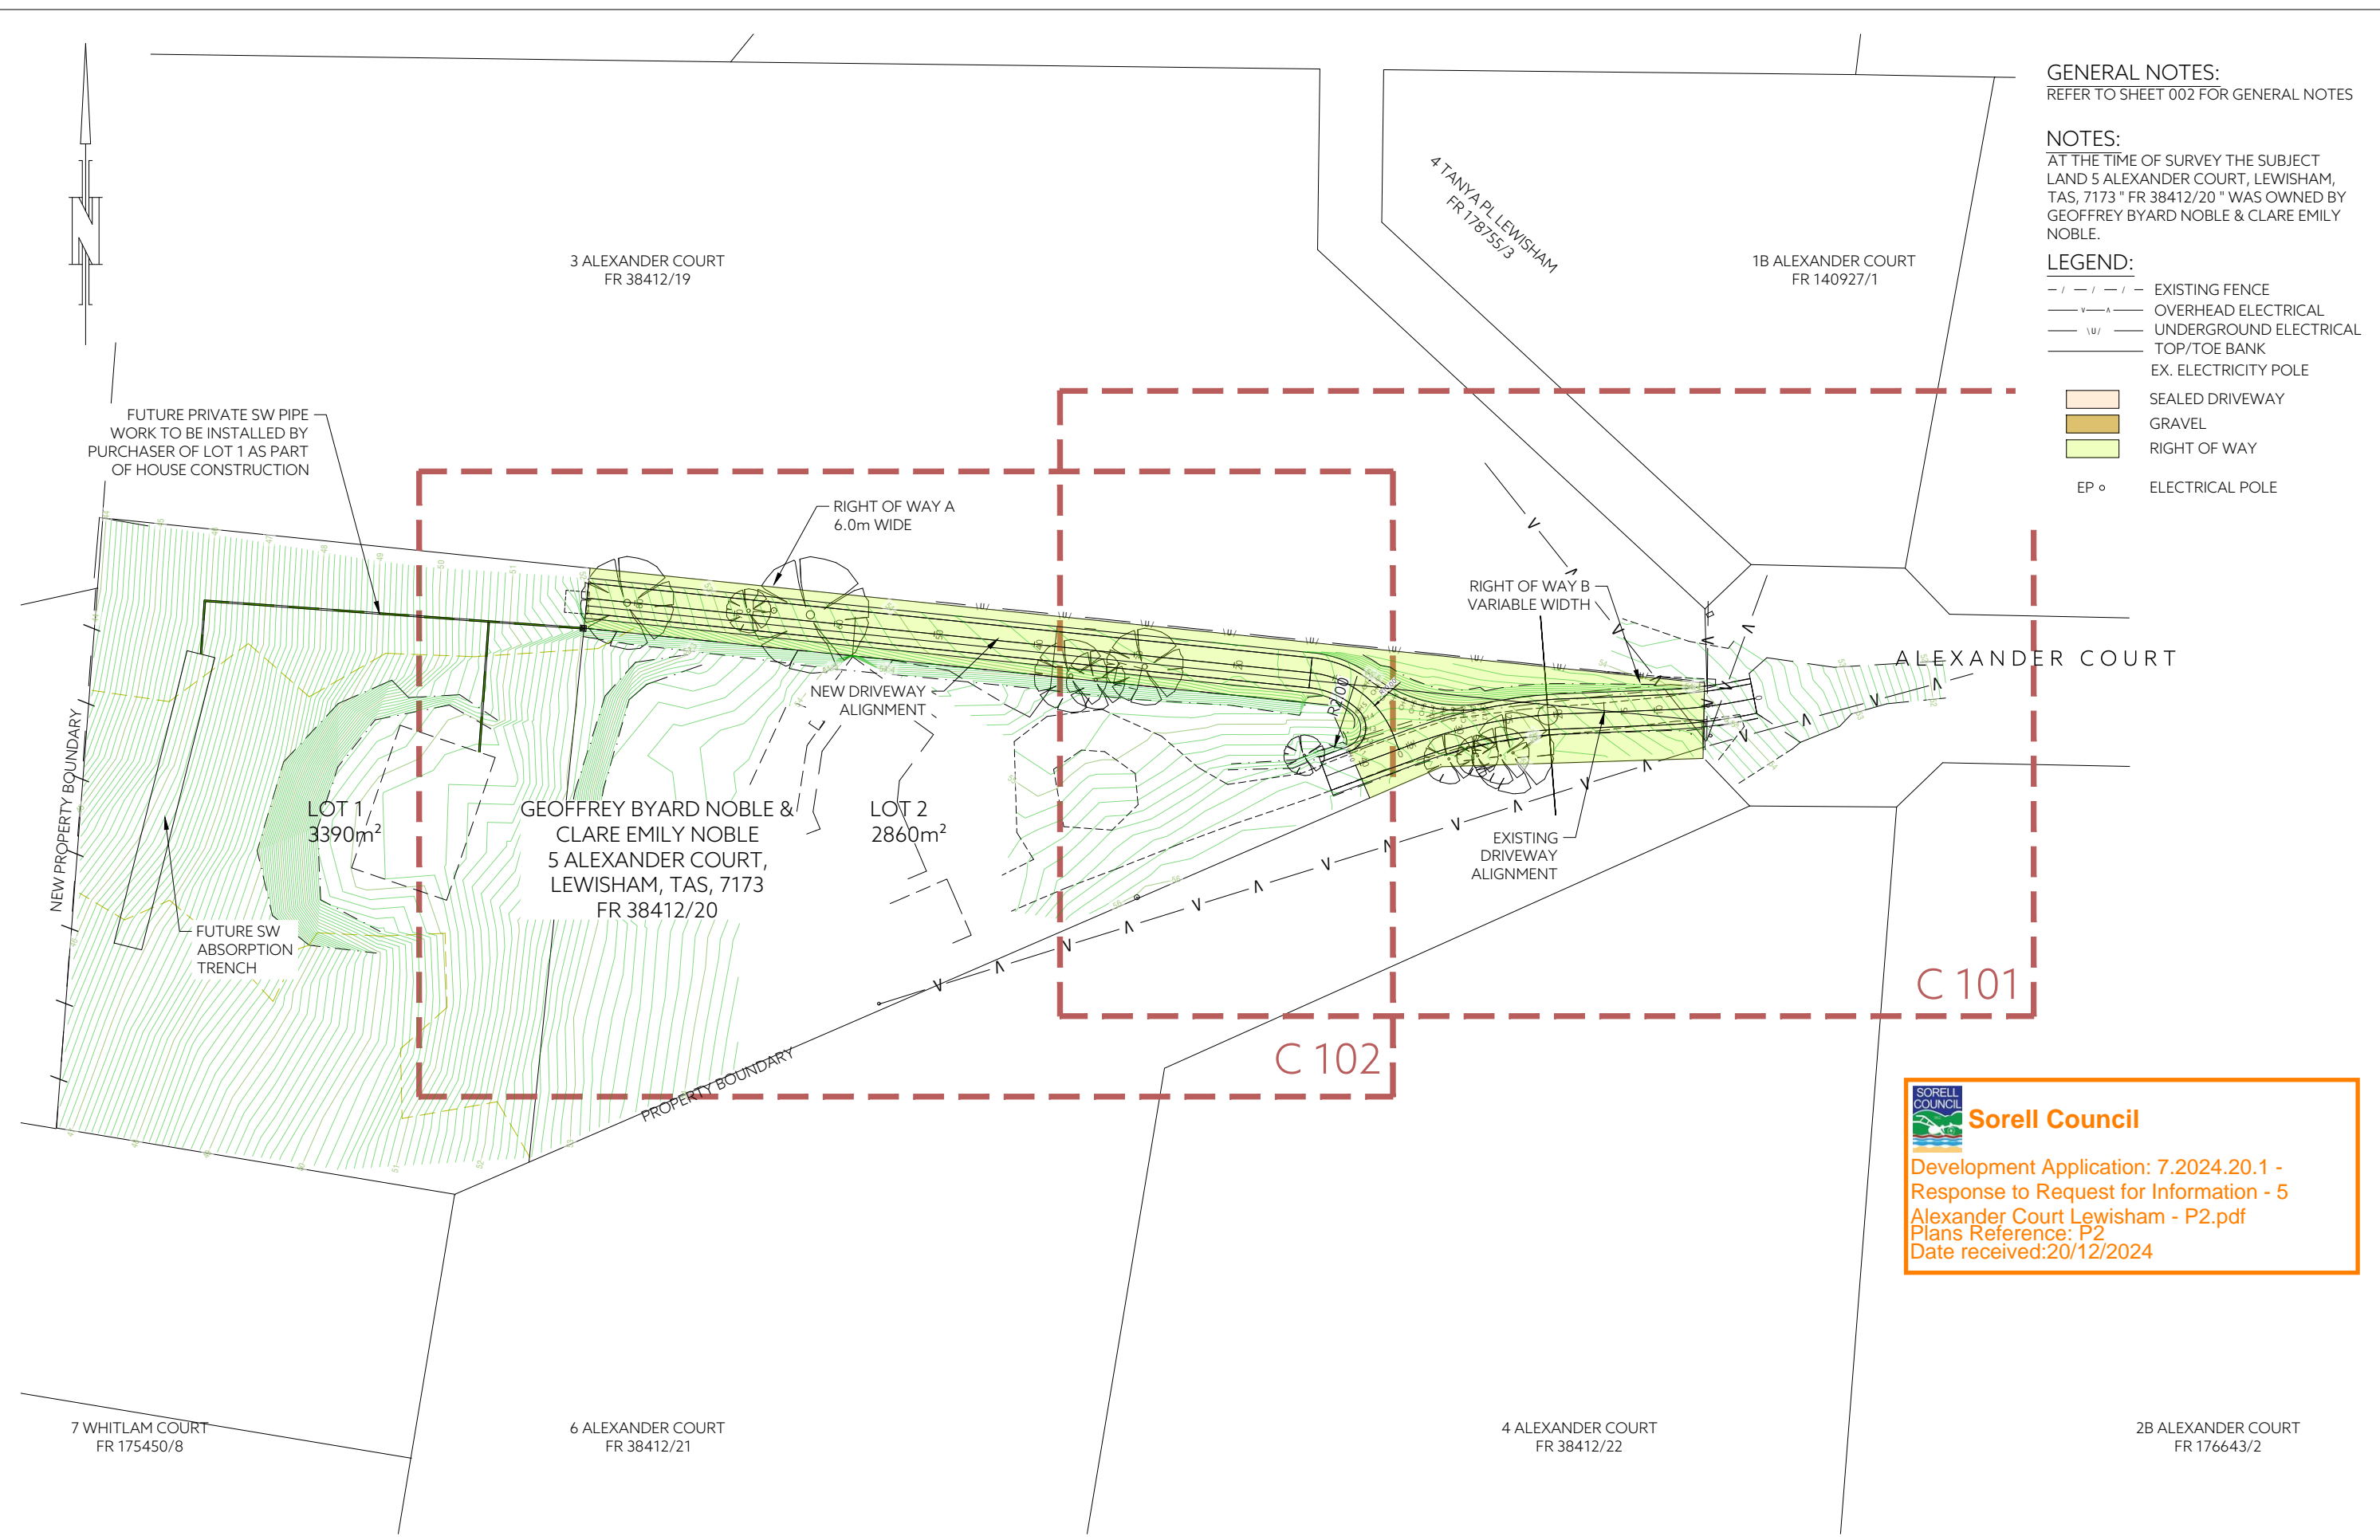 GENERAL NOTES:
REFER TO SHEET 002 FOR GENERAL NOTES
NOTES:
AT THE TIME OF SURVEY THE SUBJECT
LAND 5 ALEXANDER COURT, LEWISHAM,
TAS, 7173 " FR 38412/20 " WAS OWNED BY
GEOFFREY BYARD NOBLE & CLARE EMILY
NOBLE.
LEGEND:
EXISTING FENCE
OVERHEAD ELECTRICAL
UNDERGROUND ELECTRICAL
TOP/TOE BANK
EX. ELECTRICITY POLE
SEALED DRIVEWAY
GRAVEL
RIGHT OF WAY
EP ELECTRICAL POLE
N
3 ALEXANDER COURT
FR 38412/19
4 TANYA PL LEWISHAM
FR 178755/3
1B ALEXANDER COURT
FR 140927/1
FUTURE PRIVATE SW PIPE
WORK TO BE INSTALLED BY
PURCHASER OF LOT 1 AS PART
OF HOUSE CONSTRUCTION
RIGHT OF WAY A
6.0m WIDE
RIGHT OF WAY B
VARIABLE WIDTH
ALEXANDER COURT
NEW DRIVEWAY
ALIGNMENT
NEW PROPERTY BOUNDARY
LOT 1
3390m²
GEOFFREY BYARD NOBLE &
CLARE EMILY NOBLE
5 ALEXANDER COURT,
LEWISHAM, TAS, 7173
FR 38412/20
LOT 2
2860m²
EXISTING
DRIVEWAY
ALIGNMENT
FUTURE SW
ABSORPTION
TRENCH
PROPERTY BOUNDARY
C 101
C 102
SORELL
COUNCIL
Sorell Council
Development Application: 7.2024.20.1 -
Response to Request for Information - 5
Alexander Court Lewisham - P2.pdf
Plans Reference: P2
Date received:20/12/2024
7 WHITLAM COURT
FR 175450/8
6 ALEXANDER COURT
FR 38412/21
4 ALEXANDER COURT
FR 38412/22
2B ALEXANDER COURT
FR 176643/2